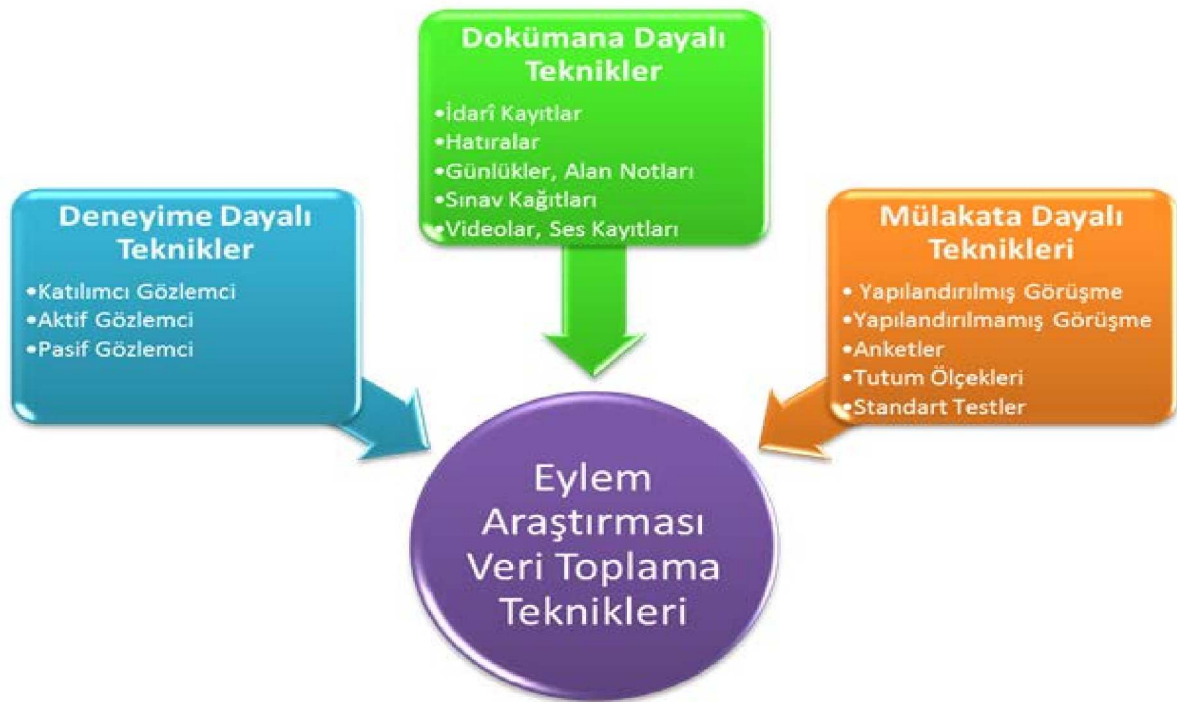 Dokümana Dayalı
Teknikler
•İdarî Kayıtlar
•Hatıralar
•Günlükler, Alan Notları
•Sınav Kağıtları
•Videolar, Ses Kayıtları
Deneyime Dayalı
Teknikler
•Katılımcı Gözlemci
•Aktif Gözlemci
•Pasif Gözlemci
Mülakata Dayalı
Teknikleri
• Yapılandırılmış Görüşme
•Yapılandırılmamış Görüşme
•Anketler
•Tutum Ölçekleri
•Standart Testler
Eylem
Araştırması
Veri Toplama
Teknikleri